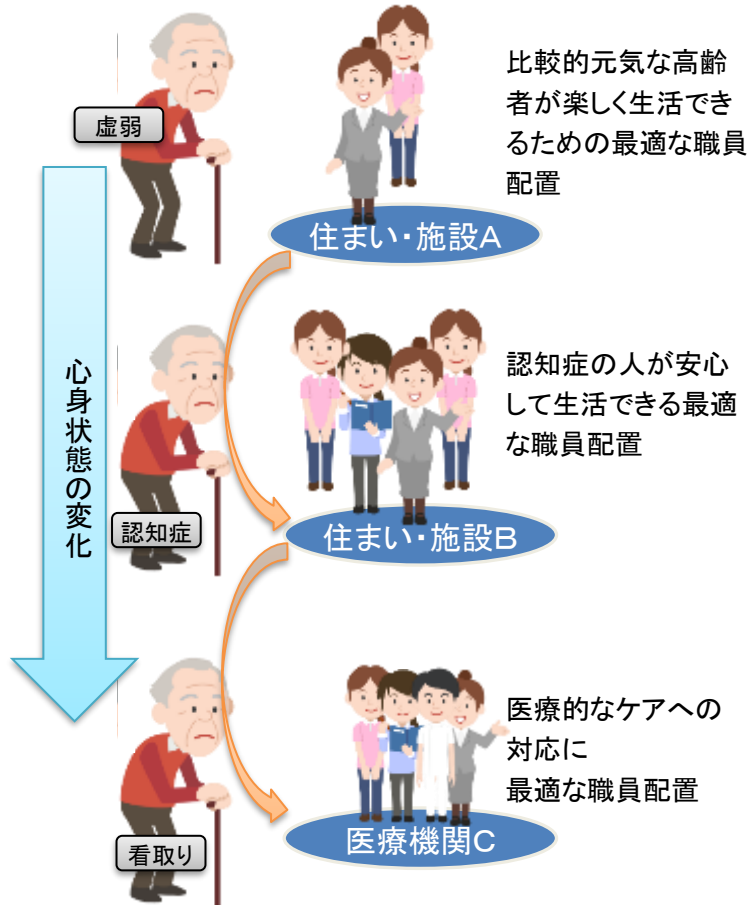 虚弱
住まい・施設A
比較的元気な高齢
者が楽しく生活でき
るための最適な職員
配置
心身状態の変化
認知症
住まい・施設B
認知症の人が安心
して生活できる最適
な職員配置
看取り
医療機関C
医療的なケアへの
対応に
最適な職員配置